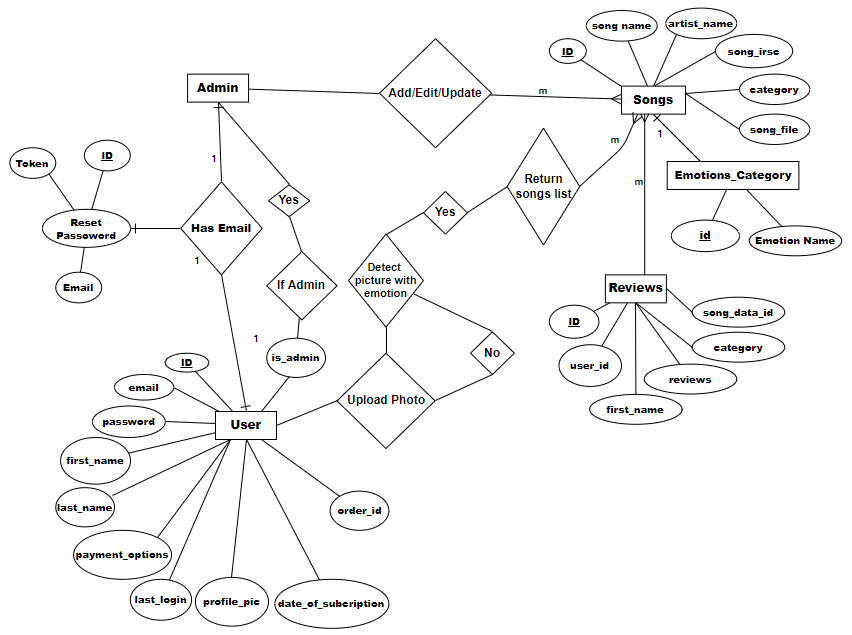 song name
artist_name
ID
song_irsc
Admin
Add/Edit/Update
m
category
Songs
song_file
1
m
Token
ID
1
Return
songs list
Emotions_Category
m
Yes
Yes
Reset
Passoword
Has Email
id
Emotion Name
1
Email
If Admin
Detect
picture with
emotion
Reviews
song_data_id
ID
1
is_admin
No
category
user_id
reviews
ID
email
password
Upload Photo
first_name
User
first_name
last_name
order_id
payment_options
last_login
profile_pic
date_of_subcription